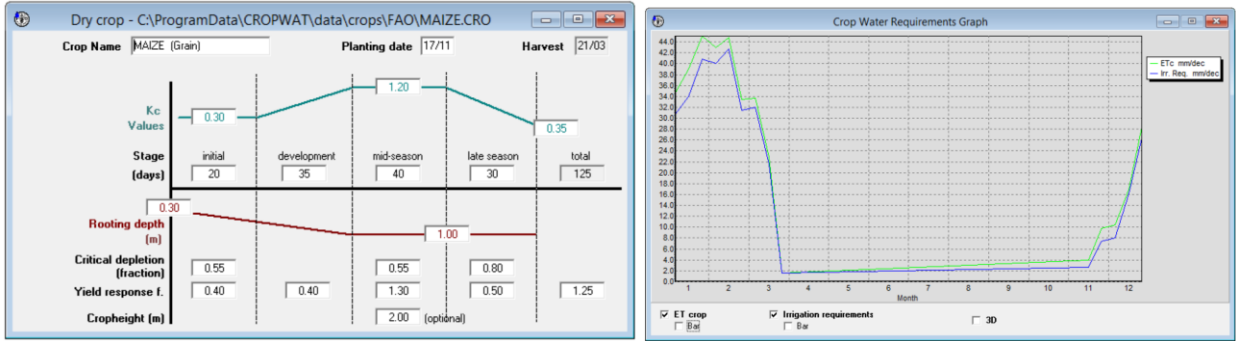 Dry crop - C:\ProgramData\CROPWAT\data\crops\FAO\MAIZE.CRO
Crop Name MAIZE (Grain) Planting date 17/11 Harvest 21/03
Kc
Values
0.30 1.20 0.35
Stage initial development mid-season late season total
(days) 20 35 40 30 125
0.30
Rooting depth
(m)
1.00
Critical depletion
(fraction)
0.55 0.55 0.80
Yield response f. 0.40 0.40 1.30 0.50 1.25
Cropheight (m) 2.00 (optional)
Crop Water Requirements Graph
44.0
42.0
40.0
38.0
36.0
34.0
32.0
30.0
28.0
26.0
24.0
22.0
20.0
18.0
16.0
14.0
12.0
10.0
8.0
6.0
4.0
2.0
0.0
1 2 3 4 5 6 7 8 9 10 11 12
Month
ETc mm/dec
Irr. Req. mm/dec
ET crop Irrigation requirements 3D
Bar Bar